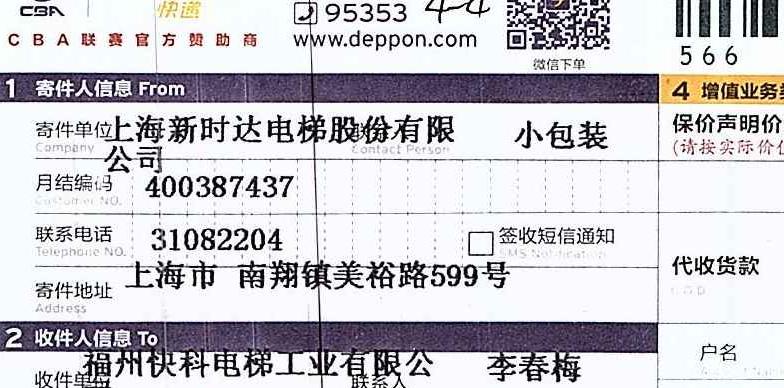 CBA 快递 95353 44
CBA联赛官方赞助商 www.deppon.com
微信下单
566
1 寄件人信息 From
4 增值业务
寄件单位 上海新时达电梯股份有限 小包装
Company Contact Person
公司
保价声明价
(请按实际价
月结编码 400387437
Customer NO.
联系电话 31082204 签收短信通知
Telephone NO. SMS Notification
代收货款
C.O.D
寄件地址 上海市 南翔镇美裕路599号
Address
2 收件人信息 To
户名
收件单位 福州快科电梯工业有限公 联系人 李春梅